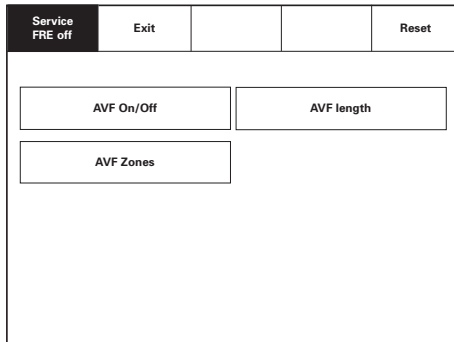 Service
FRE off
Exit
Reset
AVF On/Off
AVF length
AVF Zones